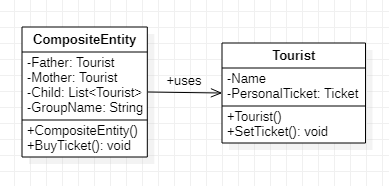 CompositeEntity
-Father: Tourist
-Mother: Tourist
-Child: List<Tourist>
-GroupName: String
+CompositeEntity()
+BuyTicket(): void
+uses
Tourist
-Name
-PersonalTicket: Ticket
+Tourist()
+SetTicket(): void